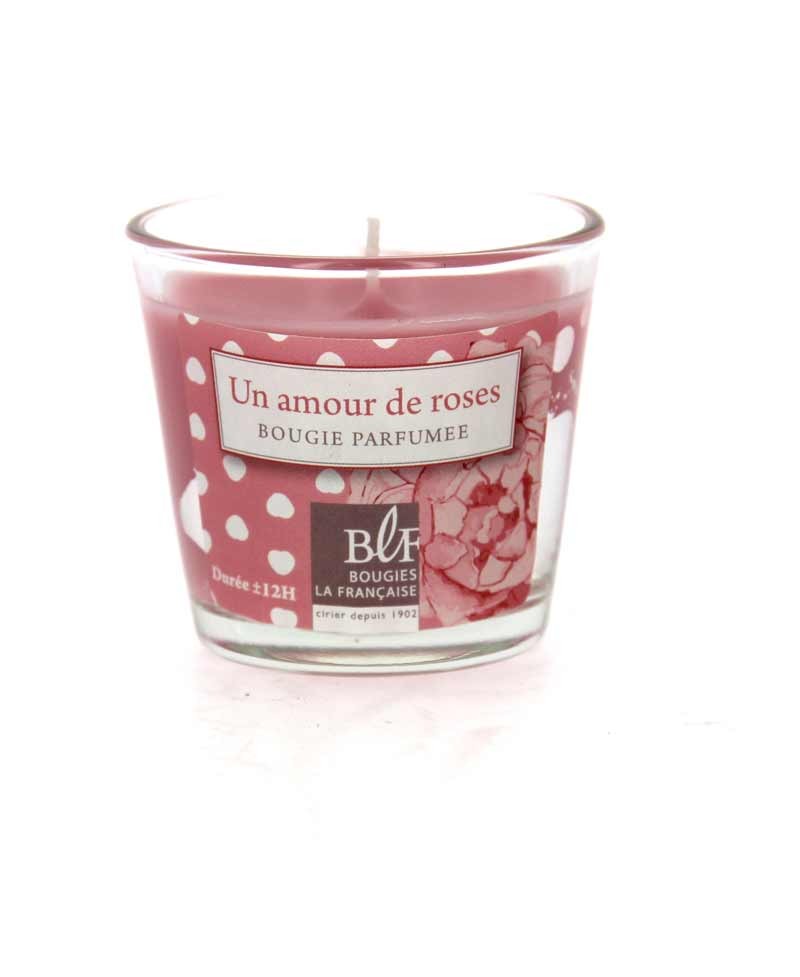 Un amour de roses
BOUGIE PARFUMEE
BlF
BOUGIES
LA FRANÇAISE
cirier depuis 1902
Durée ±12H